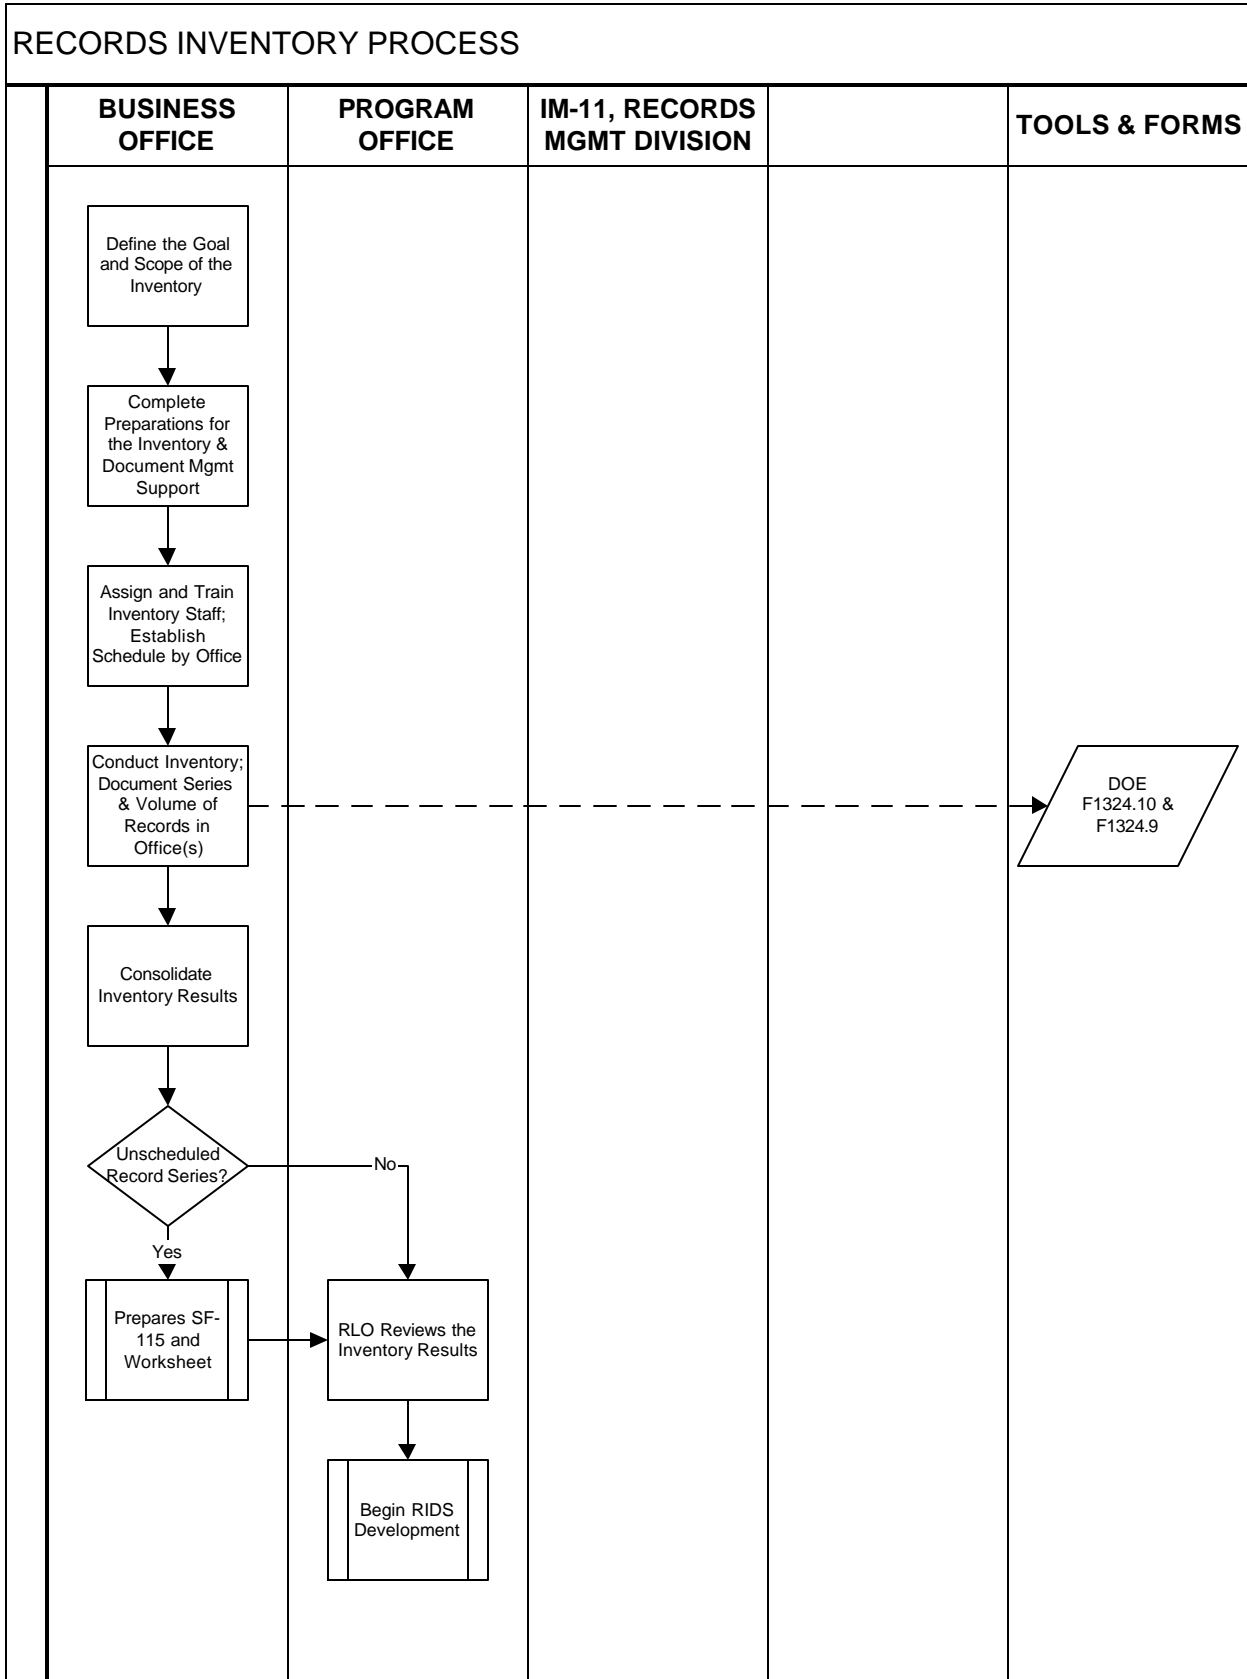 RECORDS INVENTORY PROCESS
BUSINESS
OFFICE
PROGRAM
OFFICE
IM-11, RECORDS
MGMT DIVISION
TOOLS & FORMS
Define the Goal
and Scope of the
Inventory
Complete
Preparations for
the Inventory &
Document Mgmt
Support
Assign and Train
Inventory Staff;
Establish
Schedule by Office
Conduct Inventory;
Document Series
& Volume of
Records in
Office(s)
DOE
F1324.10 &
F1324.9
Consolidate
Inventory Results
Unscheduled
Record Series?
No
Yes
Prepares SF-
115 and
Worksheet
RLO Reviews the
Inventory Results
Begin RIDS
Development